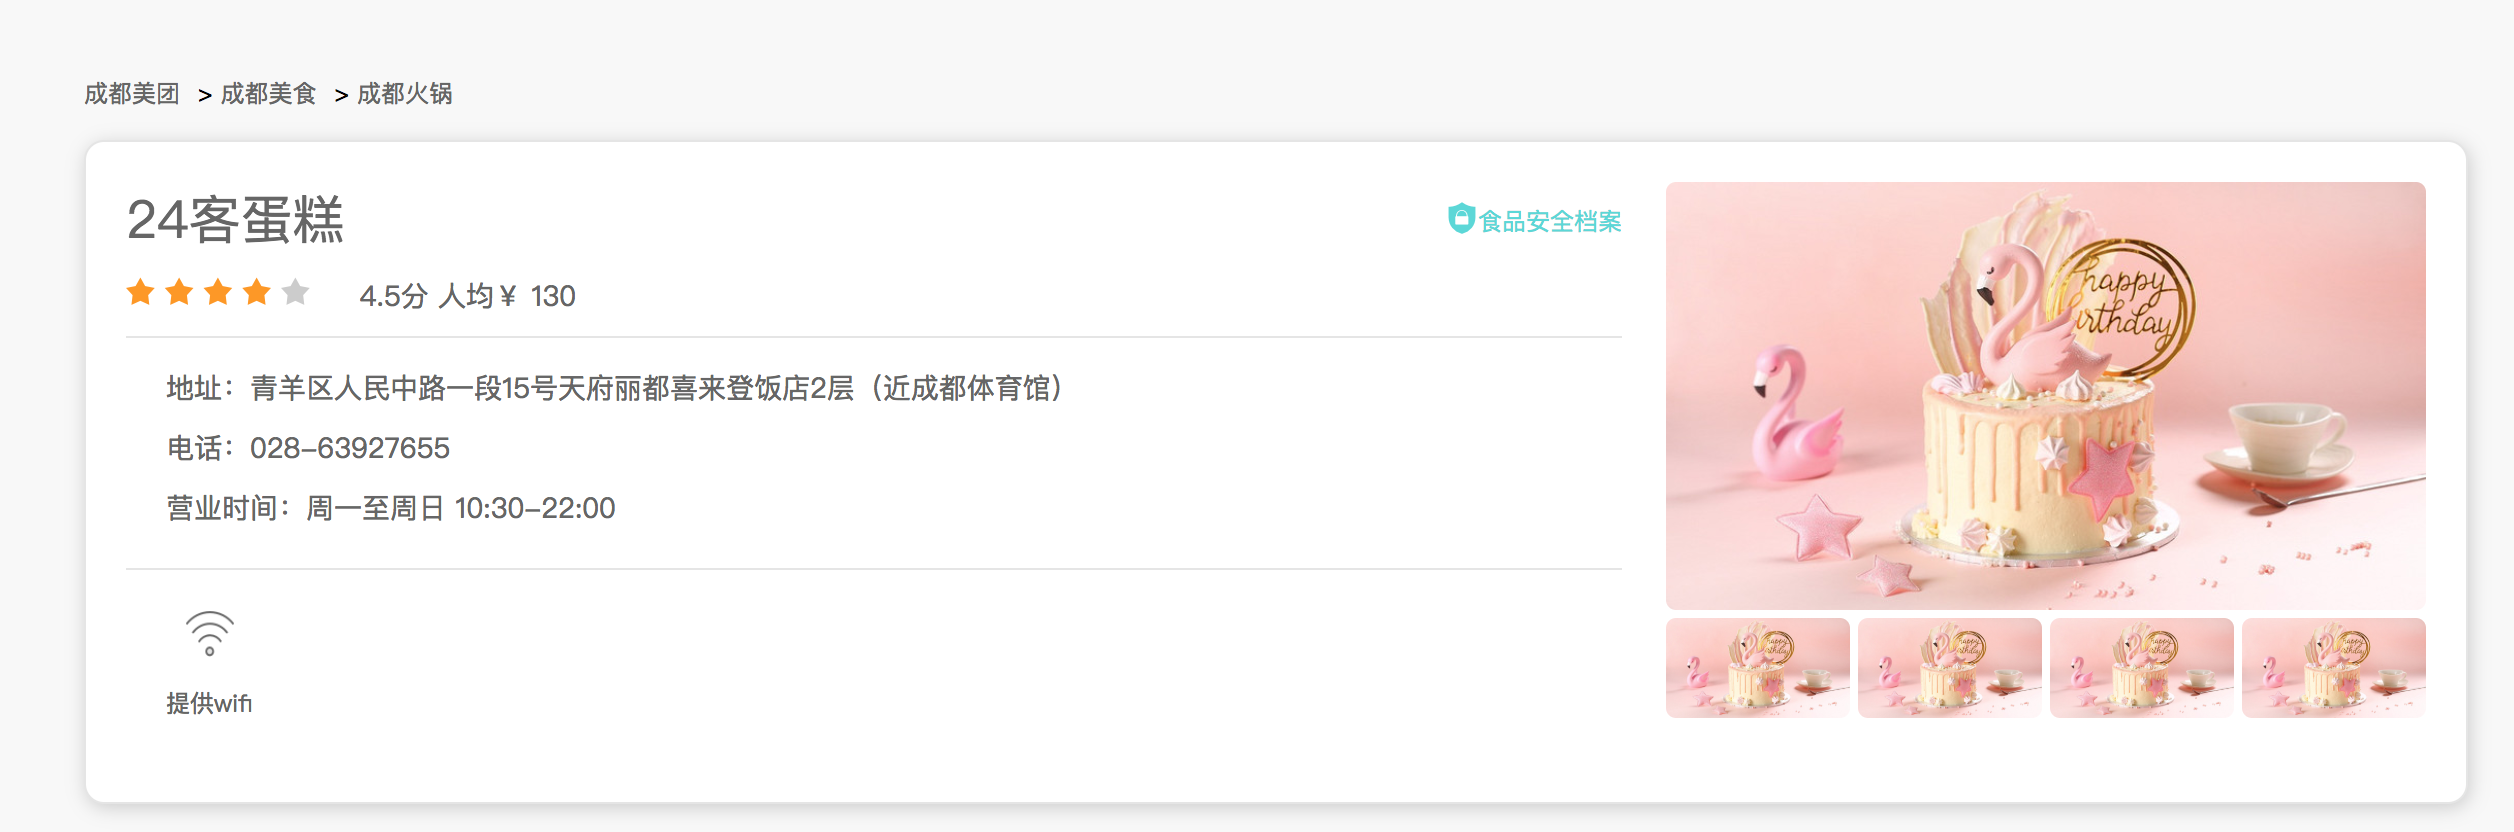 成都美团 > 成都美食 > 成都火锅
24客蛋糕
食品安全档案
4.5分 人均¥ 130
地址：青羊区人民中路一段15号天府丽都喜来登饭店2层（近成都体育馆）
电话：028-63927655
营业时间：周一至周日 10:30-22:00
提供wifi
happy
birthday